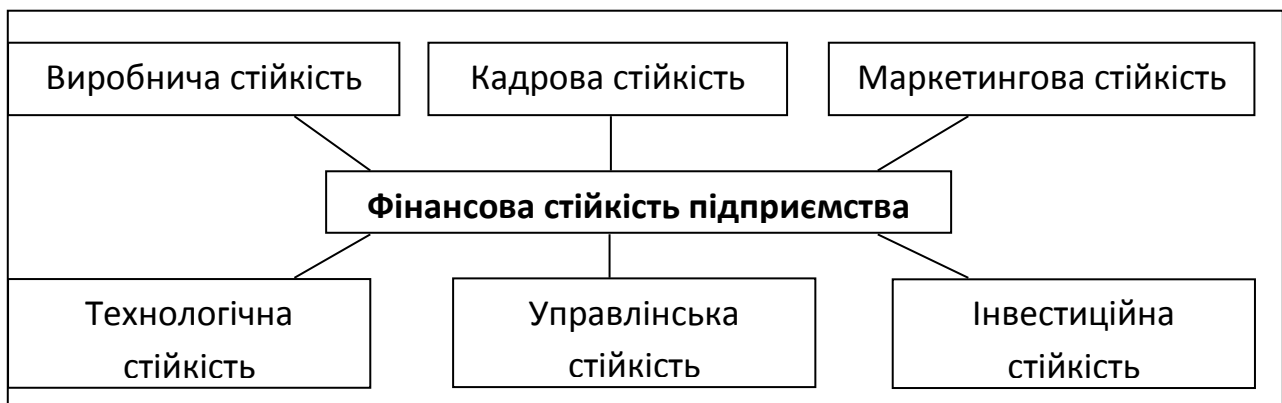 Виробнича стійкість
Кадрова стійкість
Маркетингова стійкість
Фінансова стійкість підприємства
Технологічна
стійкість
Управлінська
стійкість
Інвестиційна
стійкість